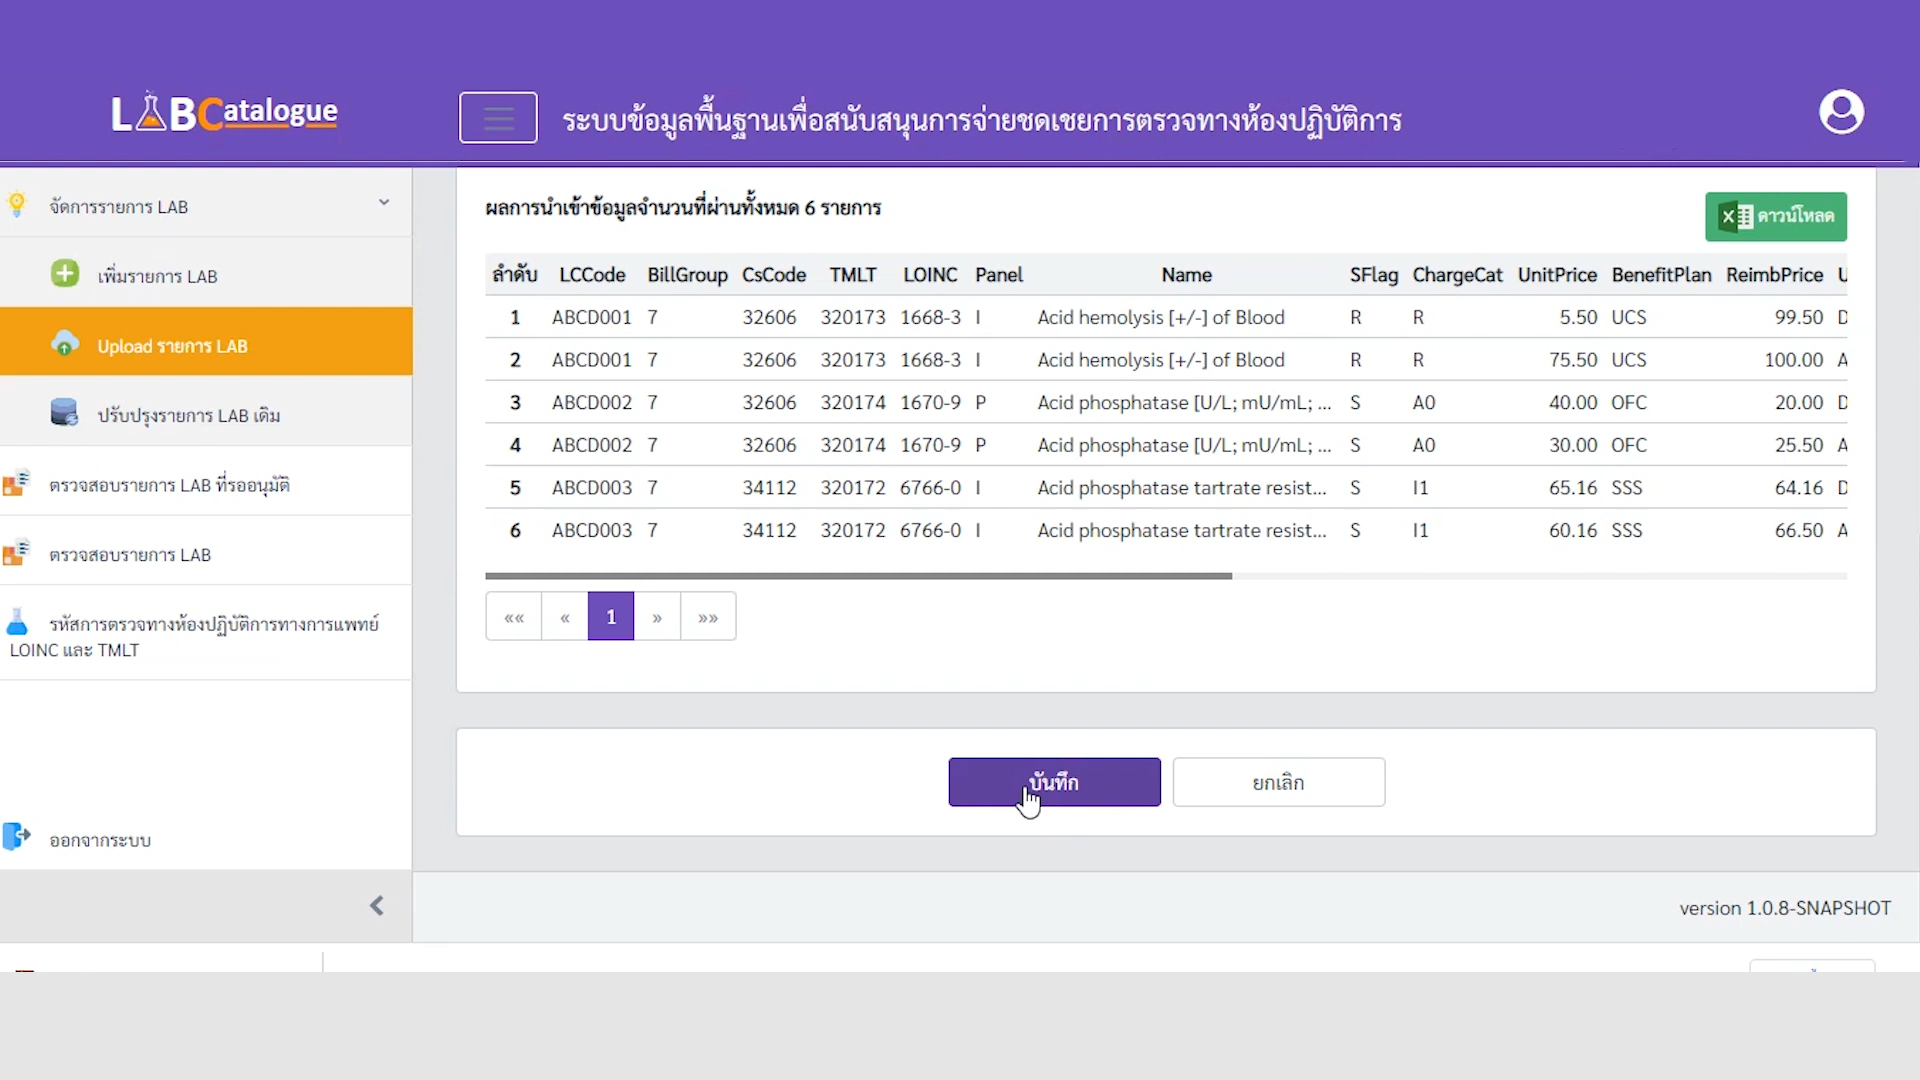 LABCatalogue
ระบบข้อมูลพื้นฐานเพื่อสนับสนุนการจ่ายชดเชยการตรวจทางห้องปฏิบัติการ
จัดการรายการ LAB
เพิ่มรายการ LAB
Upload รายการ LAB
ปรับปรุงรายการ LAB เดิม
ตรวจสอบรายการ LAB ที่รออนุมัติ
ตรวจสอบรายการ LAB
รหัสการตรวจทางห้องปฏิบัติการทางการแพทย์
LOINC และ TMLT
ออกจากระบบ
ผลการนำเข้าข้อมูลจำนวนที่ผ่านทั้งหมด 6 รายการ
ดาวน์โหลด
ลำดับ LCCode BillGroup CsCode TMLT LOINC Panel Name SFlag ChargeCat UnitPrice BenefitPlan ReimbPrice U
1 ABCD001 7 32606 320173 1668-3 I Acid hemolysis [+/-] of Blood R R 5.50 UCS 99.50 D
2 ABCD001 7 32606 320173 1668-3 I Acid hemolysis [+/-] of Blood R R 75.50 UCS 100.00 A
3 ABCD002 7 32606 320174 1670-9 P Acid phosphatase [U/L; mU/mL; ... S A0 40.00 OFC 20.00 D
4 ABCD002 7 32606 320174 1670-9 P Acid phosphatase [U/L; mU/mL; ... S A0 30.00 OFC 25.50 A
5 ABCD003 7 34112 320172 6766-0 I Acid phosphatase tartrate resist... S I1 65.16 SSS 64.16 D
6 ABCD003 7 34112 320172 6766-0 I Acid phosphatase tartrate resist... S I1 60.16 SSS 66.50 A
«« « 1 » »»
บันทึก
ยกเลิก
version 1.0.8-SNAPSHOT